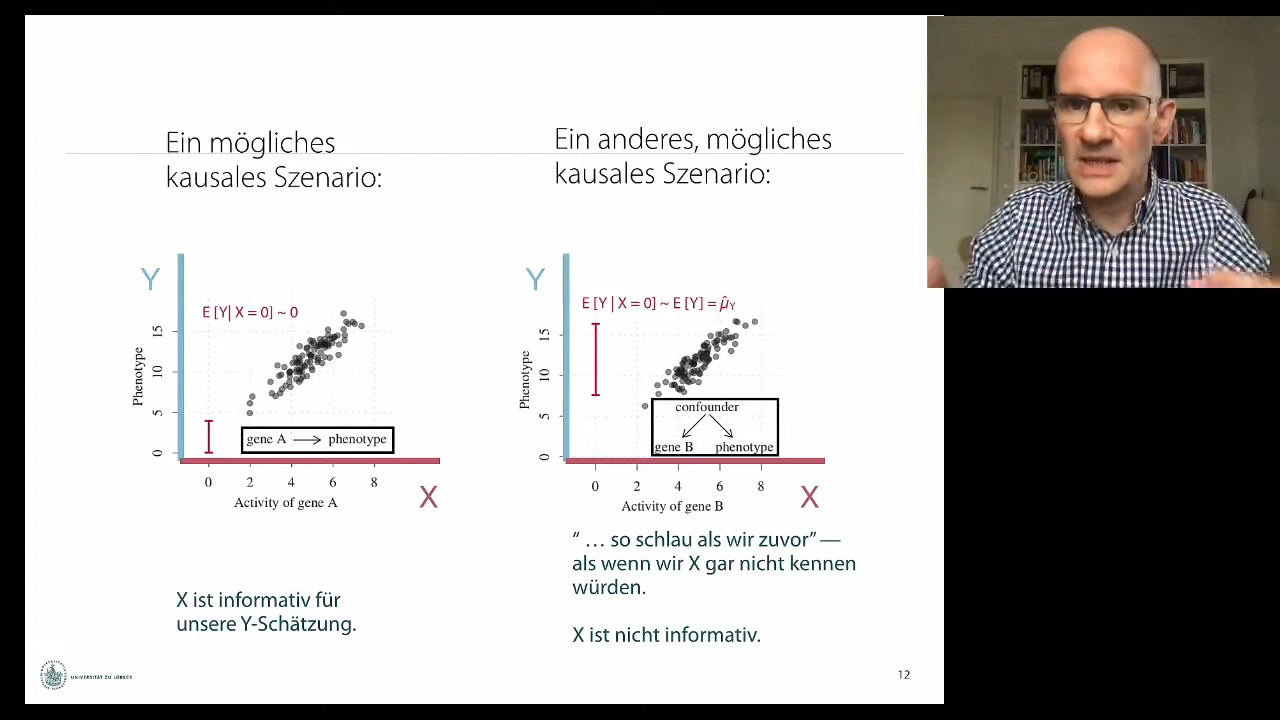 Ein mögliches
kausales Szenario:
Y
E [Y| X = 0] ~ 0
Phenotype
15
10
5
0
gene A → phenotype
0 2 4 6 8
Activity of gene A
X
X ist informativ für
unsere Y-Schätzung.
Ein anderes, mögliches
kausales Szenario:
Y
E [Y | X = 0] ~ E [Y] = μ̂Y
Phenotype
15
10
5
0
confounder
gene B phenotype
0 2 4 6 8
Activity of gene B
X
“ … so schlau als wir zuvor” —
als wenn wir X gar nicht kennen
würden.
X ist nicht informativ.
UNIVERSITÄT ZU LÜBECK
12